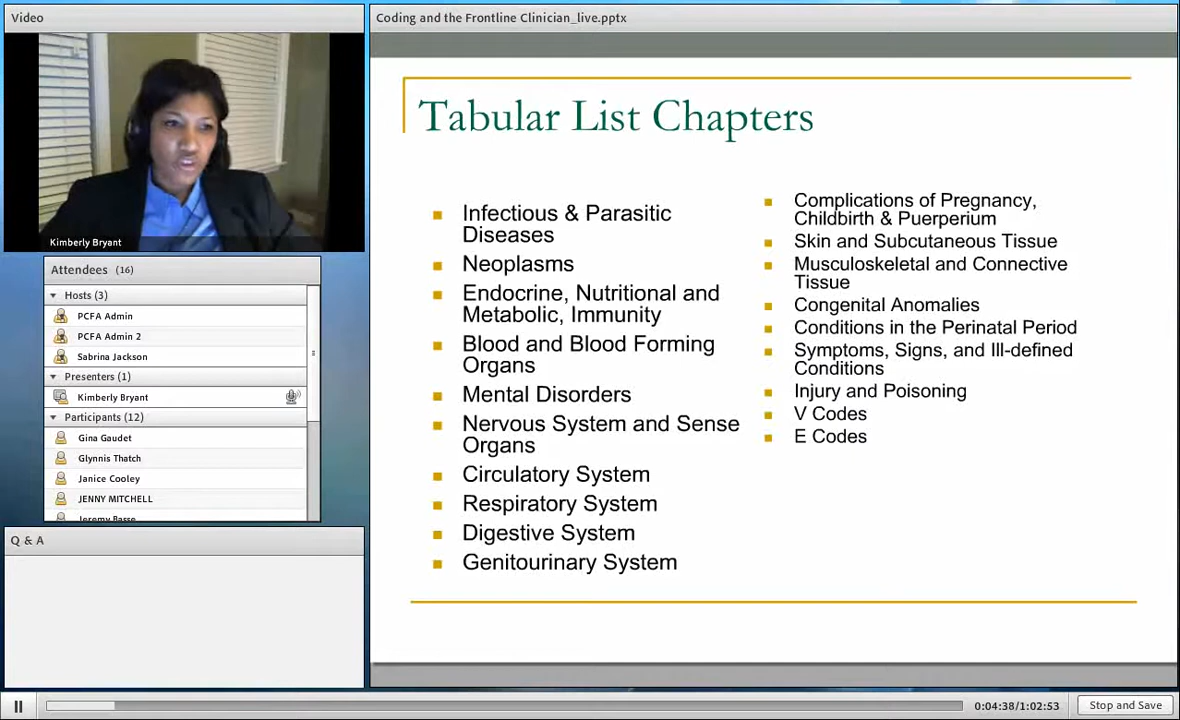 Video
Kimberly Bryant
Attendees (16)
Hosts (3)
PCFA Admin
PCFA Admin 2
Sabrina Jackson
Presenters (1)
Kimberly Bryant
Participants (12)
Gina Gaudet
Glynnis Thatch
Janice Cooley
JENNY MITCHELL
Jeremy Basse
Q & A
Coding and the Frontline Clinician_live.pptx
Tabular List Chapters
Infectious & Parasitic
Diseases
Neoplasms
Endocrine, Nutritional and
Metabolic, Immunity
Blood and Blood Forming
Organs
Mental Disorders
Nervous System and Sense
Organs
Circulatory System
Respiratory System
Digestive System
Genitourinary System
Complications of Pregnancy,
Childbirth & Puerperium
Skin and Subcutaneous Tissue
Musculoskeletal and Connective
Tissue
Congenital Anomalies
Conditions in the Perinatal Period
Symptoms, Signs, and Ill-defined
Conditions
Injury and Poisoning
V Codes
E Codes
0:04:38/1:02:53
Stop and Save